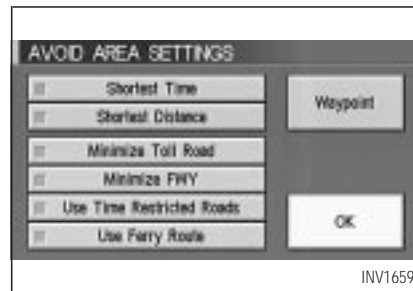 AVOID AREA SETTINGS
Shortest Time
Shortest Distance
Waypoint
Minimize Toll Road
Minimize FWY
Use Time Restricted Roads
Use Ferry Route
OK
INV1659